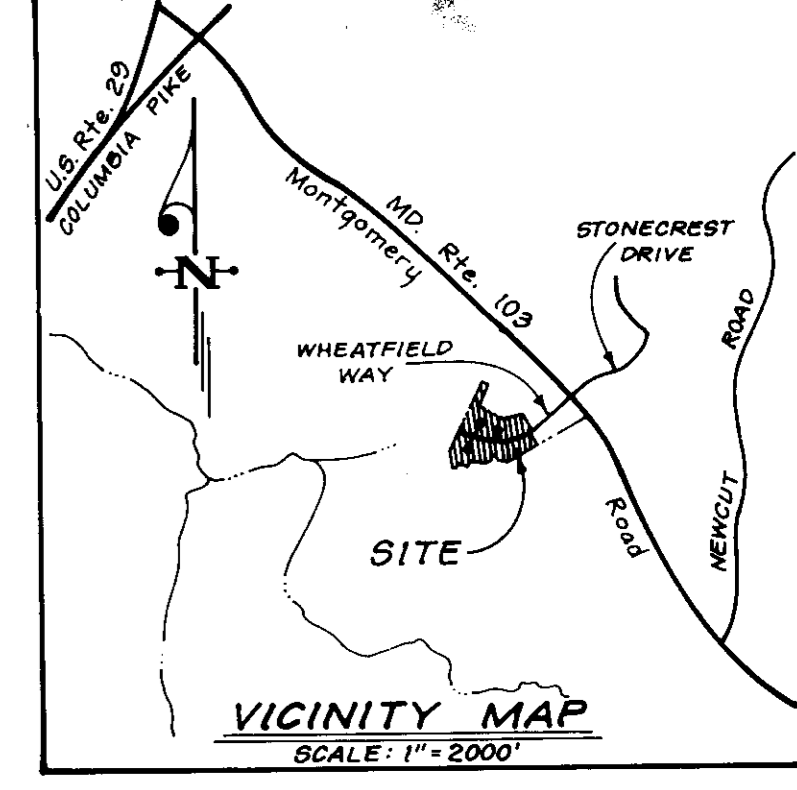 U.S. Rte. 29
COLUMBIA PIKE
N
Montgomery
MD. Rte. 103
STONECREST
DRIVE
WHEATFIELD
WAY
NEWCUT ROAD
Road
SITE
VICINITY MAP
SCALE: 1" = 2000'